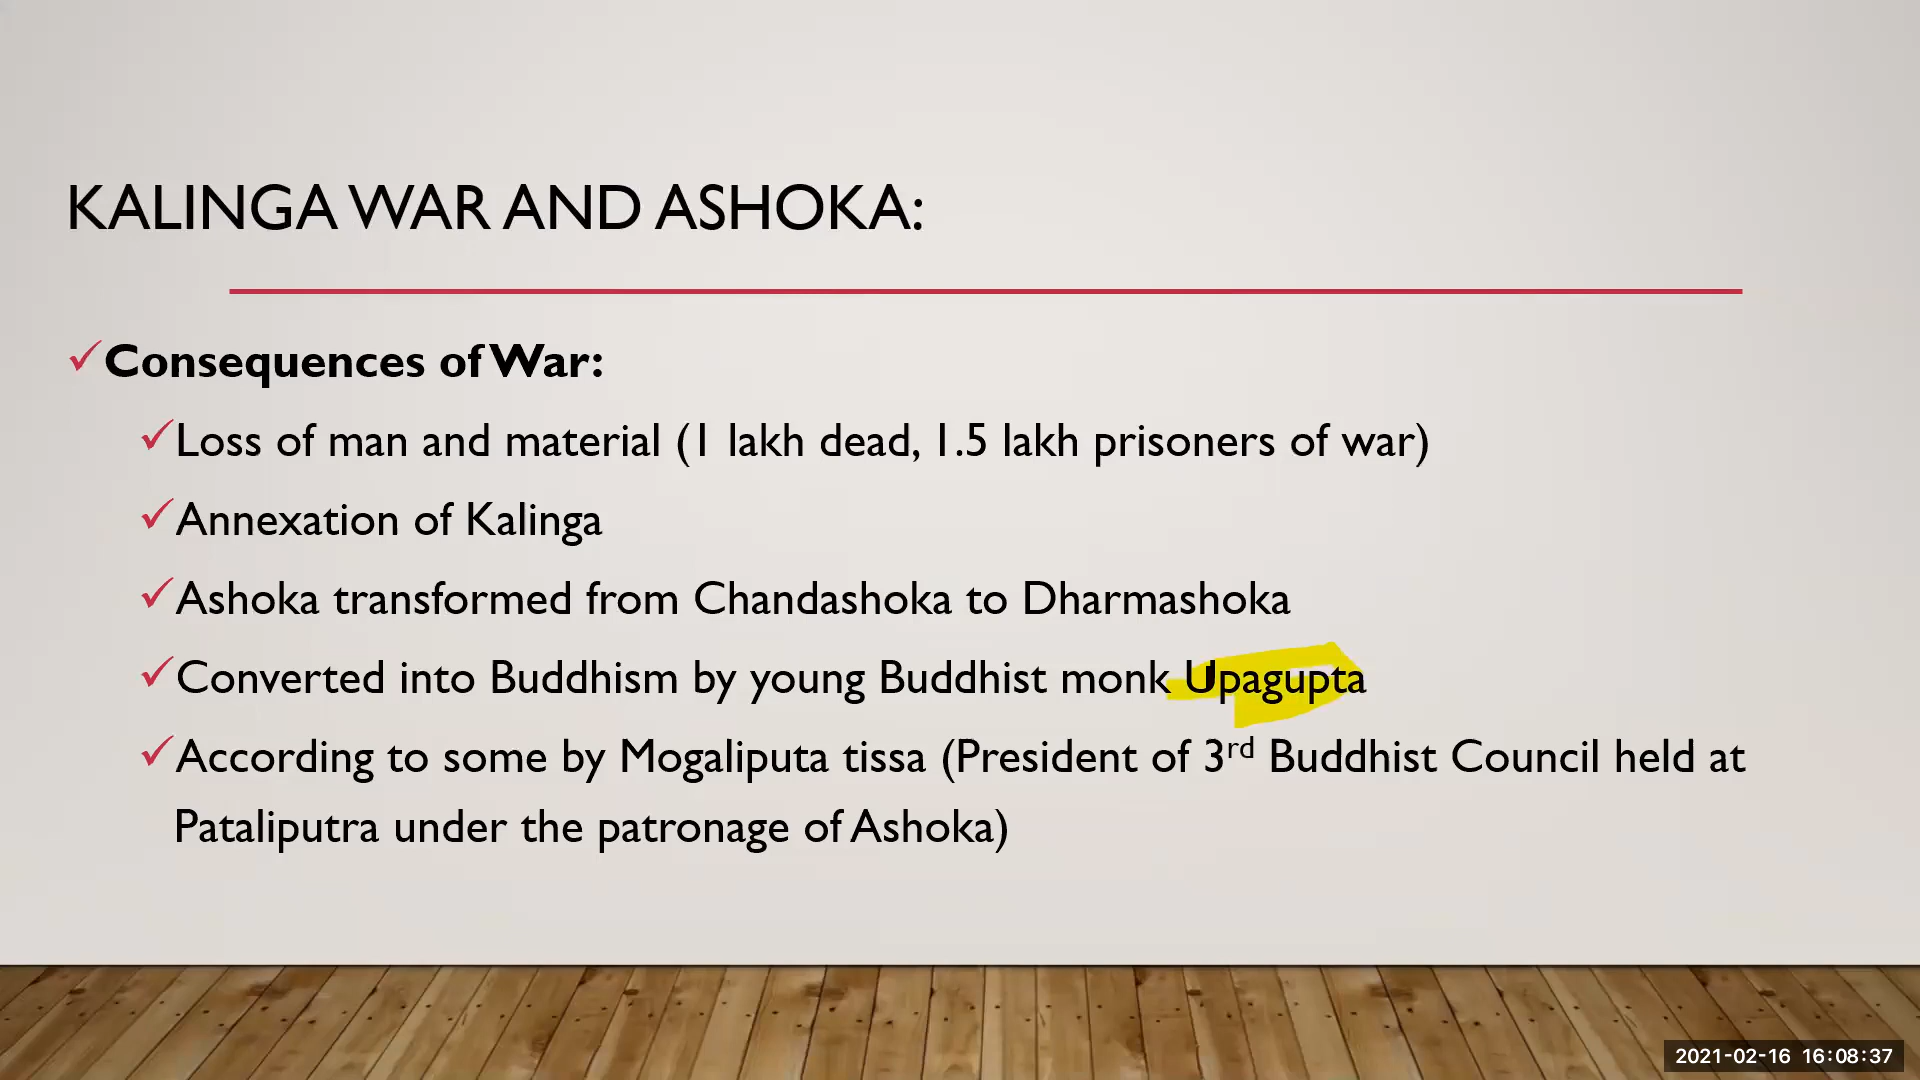 KALINGA WAR AND ASHOKA:
✓Consequences of War:
✓Loss of man and material (1 lakh dead, 1.5 lakh prisoners of war)
✓Annexation of Kalinga
✓Ashoka transformed from Chandashoka to Dharmashoka
✓Converted into Buddhism by young Buddhist monk Upagupta
✓According to some by Mogaliputa tissa (President of 3rd Buddhist Council held at
Pataliputra under the patronage of Ashoka)
2021-02-16 16:08:37